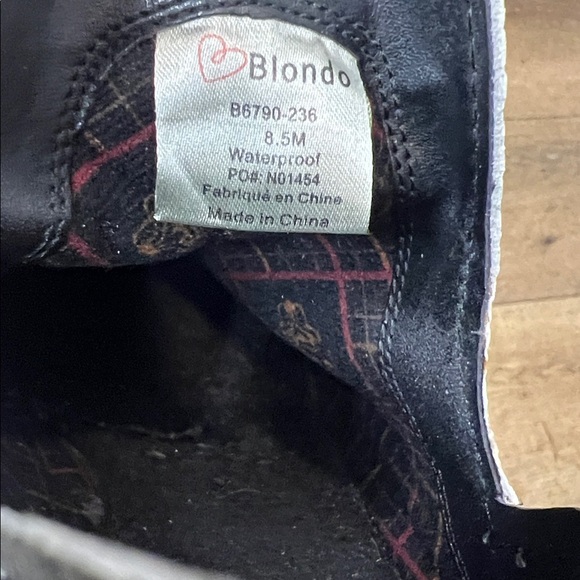 Blondo
B6790-236
8.5M
Waterproof
PO#: N01454
Fabriqué en Chine
Made in China